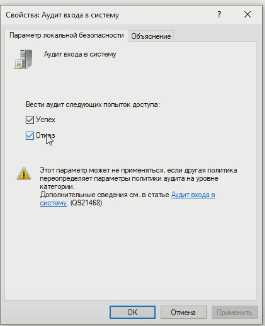 Свойства: Аудит входа в систему
Параметр локальной безопасности Объяснение
Аудит входа в систему
Вести аудит следующих попыток доступа:
Успех
Отказ
Этот параметр может не применяться, если другая политика
переопределяет параметры политики аудита на уровне
категории.
Дополнительные сведения см. в статье Аудит входа в
систему. (Q921468)
OK Отмена Применить